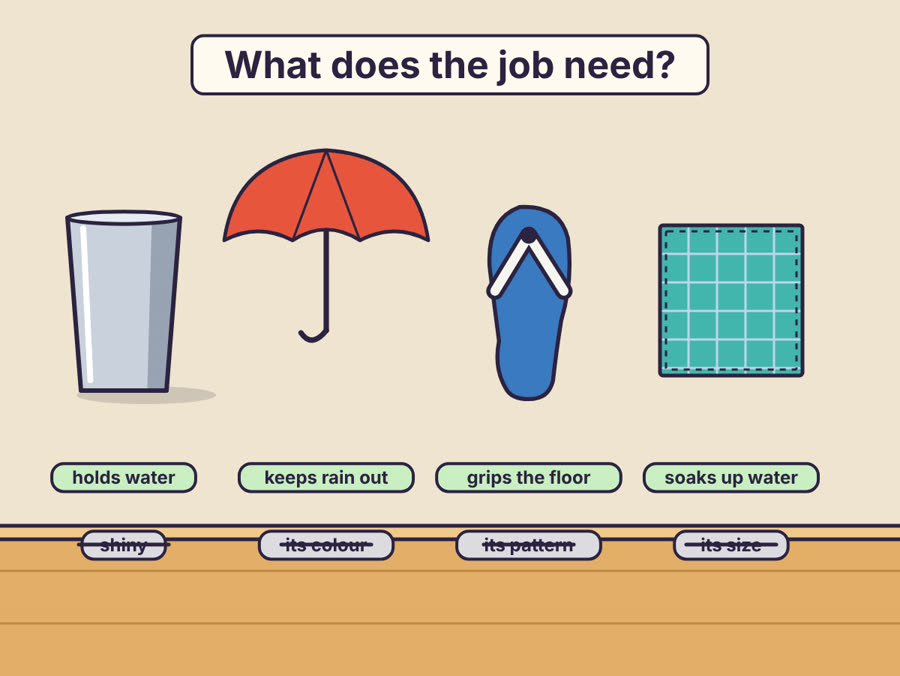 What does the job need?
holds water
keeps rain out
grips the floor
soaks up water
shiny
its colour
its pattern
its size